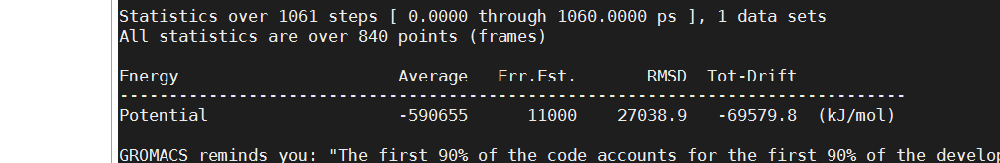 Statistics over 1061 steps [ 0.0000 through 1060.0000 ps ], 1 data sets
All statistics are over 840 points (frames)
Energy Average Err.Est. RMSD Tot-Drift
-------------------------------------------------------------------------------
Potential -590655 11000 27038.9 -69579.8 (kJ/mol)
GROMACS reminds you: "The first 90% of the code accounts for the first 90% of the develop